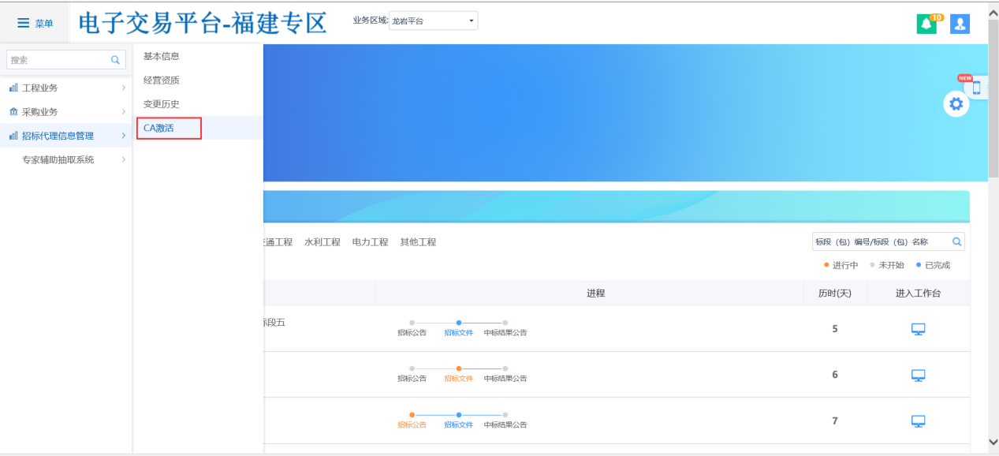 菜单
电子交易平台-福建专区
业务区域:
龙岩平台
10
搜索
工程业务
采购业务
招标代理信息管理
专家辅助抽取系统
基本信息
经营资质
变更历史
CA激活
NEW
通工程 水利工程 电力工程 其他工程
标段（包）编号/标段（包）名称
进行中 未开始 已完成
进程 历时(天) 进入工作台
标段五
招标公告 招标文件 中标结果公告
5
招标公告 招标文件 中标结果公告
6
招标公告 招标文件 中标结果公告
7